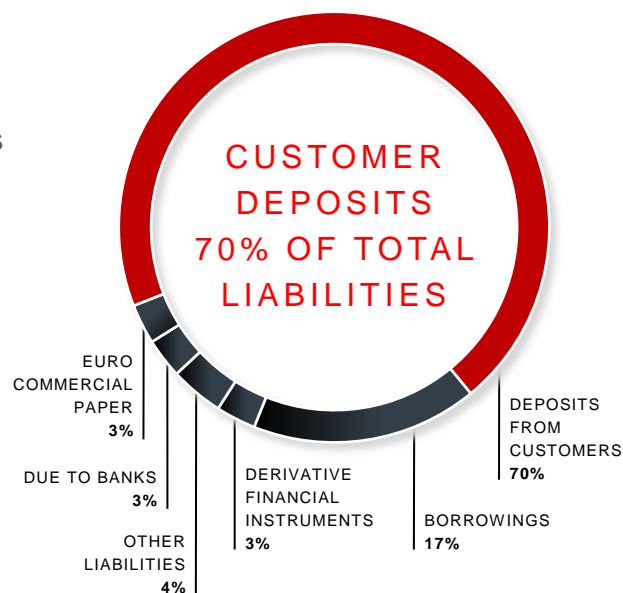 S
CUSTOMER
DEPOSITS
70% OF TOTAL
LIABILITIES
EURO
COMMERCIAL
PAPER
3%
DUE TO BANKS
3%
OTHER
LIABILITIES
4%
DERIVATIVE
FINANCIAL
INSTRUMENTS
3%
BORROWINGS
17%
DEPOSITS
FROM
CUSTOMERS
70%